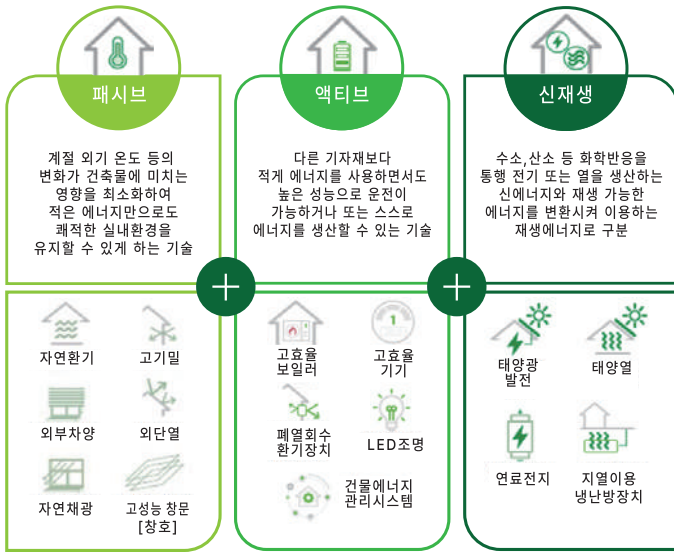 패시브
계절 외기 온도 등의
변화가 건축물에 미치는
영향을 최소화하여
적은 에너지만으로도
쾌적한 실내환경을
유지할 수 있게 하는 기술
자연환기
고기밀
외부차양
외단열
자연채광
고성능 창문
[창호]
액티브
다른 기자재보다
적게 에너지를 사용하면서도
높은 성능으로 운전이
가능하거나 또는 스스로
에너지를 생산할 수 있는 기술
고효율
보일러
1
고효율
기기
폐열회수
환기장치
LED조명
건물에너지
관리시스템
신재생
수소,산소 등 화학반응을
통행 전기 또는 열을 생산하는
신에너지와 재생 가능한
에너지를 변환시켜 이용하는
재생에너지로 구분
태양광
발전
태양열
연료전지
지열이용
냉난방장치